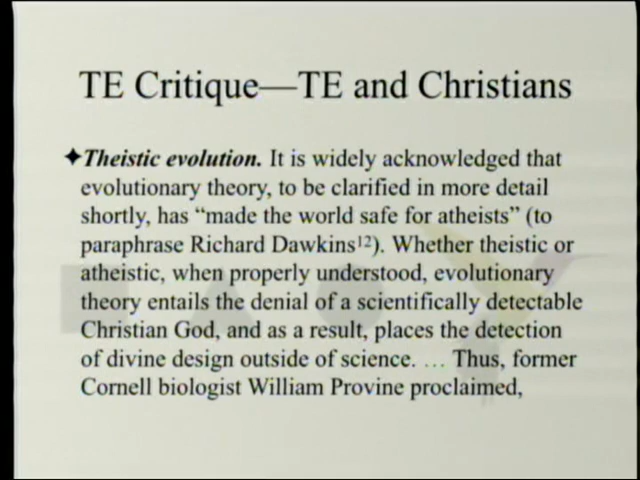 TE Critique—TE and Christians
✦Theistic evolution. It is widely acknowledged that
evolutionary theory, to be clarified in more detail
shortly, has “made the world safe for atheists” (to
paraphrase Richard Dawkins¹²). Whether theistic or
atheistic, when properly understood, evolutionary
theory entails the denial of a scientifically detectable
Christian God, and as a result, places the detection
of divine design outside of science. … Thus, former
Cornell biologist William Provine proclaimed,